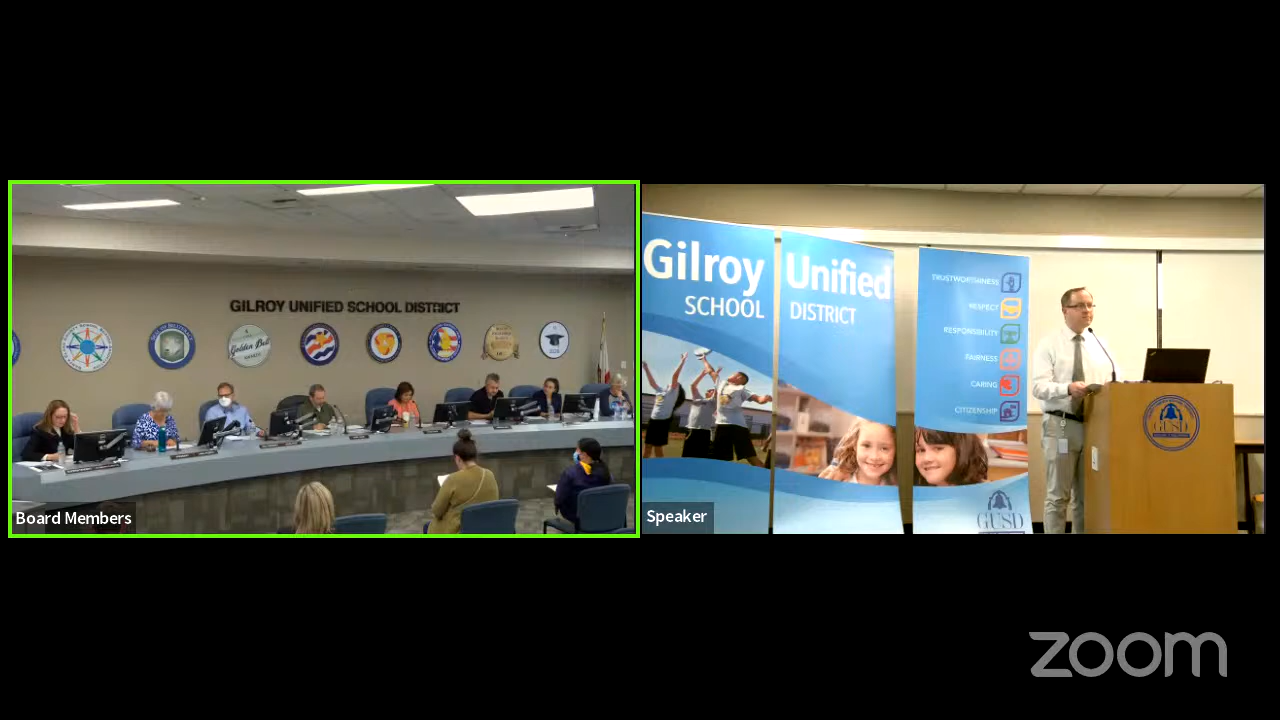 GILROY UNIFIED SCHOOL DISTRICT
Golden Bell
Board Members
Gilroy
SCHOOL
Unified
DISTRICT
TRUSTWORTHINESS
RESPECT
RESPONSIBILITY
FAIRNESS
CARING
CITIZENSHIP
GUSD
GUSD
Speaker
zoom